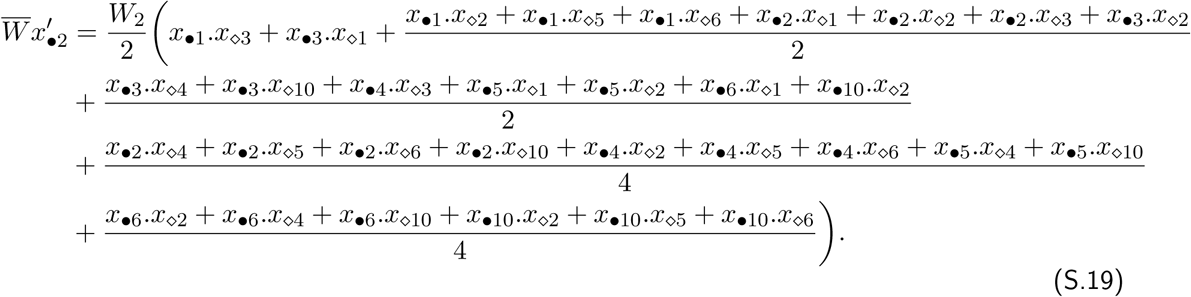 \overline{W}x'_{\bullet 2} = \frac{W_2}{2}\Bigg(x_{\bullet 1}.x_{\diamond 3} + x_{\bullet 3}.x_{\diamond 1} + \frac{x_{\bullet 1}.x_{\diamond 2} + x_{\bullet 1}.x_{\diamond 5} + x_{\bullet 1}.x_{\diamond 6} + x_{\bullet 2}.x_{\diamond 1} + x_{\bullet 2}.x_{\diamond 2} + x_{\bullet 2}.x_{\diamond 3} + x_{\bullet 3}.x_{\diamond 2}}{2}
+ \frac{x_{\bullet 3}.x_{\diamond 4} + x_{\bullet 3}.x_{\diamond 10} + x_{\bullet 4}.x_{\diamond 3} + x_{\bullet 5}.x_{\diamond 1} + x_{\bullet 5}.x_{\diamond 2} + x_{\bullet 6}.x_{\diamond 1} + x_{\bullet 10}.x_{\diamond 2}}{2}
+ \frac{x_{\bullet 2}.x_{\diamond 4} + x_{\bullet 2}.x_{\diamond 5} + x_{\bullet 2}.x_{\diamond 6} + x_{\bullet 2}.x_{\diamond 10} + x_{\bullet 4}.x_{\diamond 2} + x_{\bullet 4}.x_{\diamond 5} + x_{\bullet 4}.x_{\diamond 6} + x_{\bullet 5}.x_{\diamond 4} + x_{\bullet 5}.x_{\diamond 10}}{4}
+ \frac{x_{\bullet 6}.x_{\diamond 2} + x_{\bullet 6}.x_{\diamond 4} + x_{\bullet 6}.x_{\diamond 10} + x_{\bullet 10}.x_{\diamond 2} + x_{\bullet 10}.x_{\diamond 5} + x_{\bullet 10}.x_{\diamond 6}}{4}\Bigg).
(S.19)